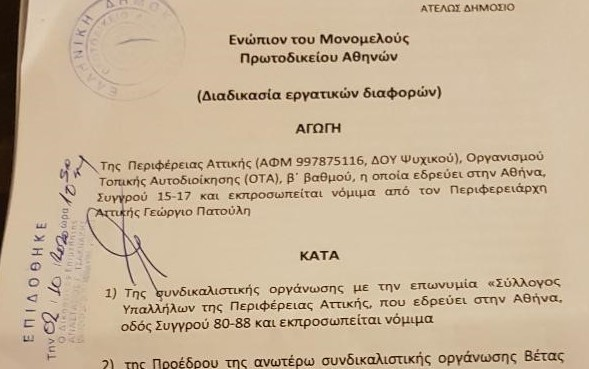 ΑΤΕΛΩΣ ΔΗΜΟΣΙΟ
Ενώπιον του Μονομελούς
Πρωτοδικείου Αθηνών
(Διαδικασία εργατικών διαφορών)
ΑΓΩΓΗ
Της Περιφέρειας Αττικής (ΑΦΜ 997875116, ΔΟΥ Ψυχικού), Οργανισμού
Τοπικής Αυτοδιοίκησης (ΟΤΑ), β΄ βαθμού, η οποία εδρεύει στην Αθήνα,
Συγγρού 15-17 και εκπροσωπείται νόμιμα από τον Περιφερειάρχη
Αττικής Γεώργιο Πατούλη
ΚΑΤΑ
1) Της συνδικαλιστικής οργάνωσης με την επωνυμία «Σύλλογος
Υπαλλήλων της Περιφέρειας Αττικής, που εδρεύει στην Αθήνα,
οδός Συγγρού 80-88 και εκπροσωπείται νόμιμα
2) της Προέδρου της ανωτέρω συνδικαλιστικής οργάνωσης Βέτας
ΕΠΙΔΟΘΗΚΕ
Την 02/10/2020 ώρα
ΕΛΛΗΝΙΚΗ